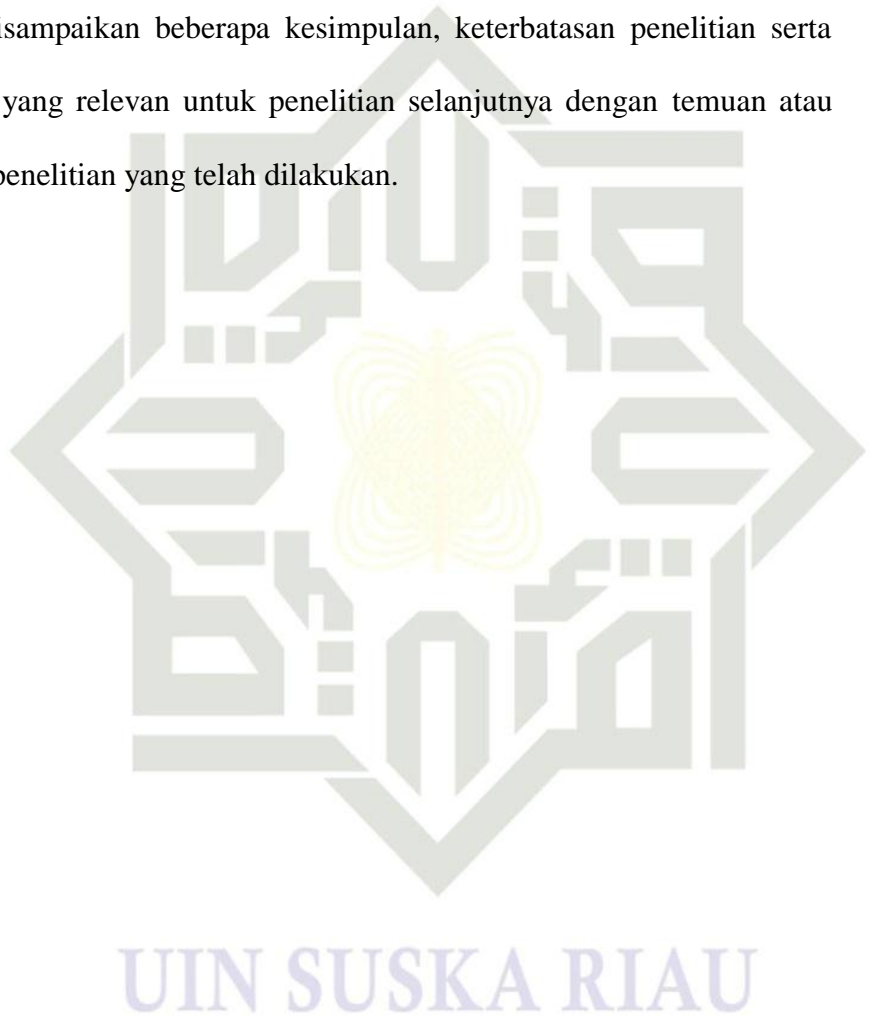 isampaikan beberapa kesimpulan, keterbatasan penelitian serta
yang relevan untuk penelitian selanjutnya dengan temuan atau
penelitian yang telah dilakukan.
UIN SUSKA RIAU